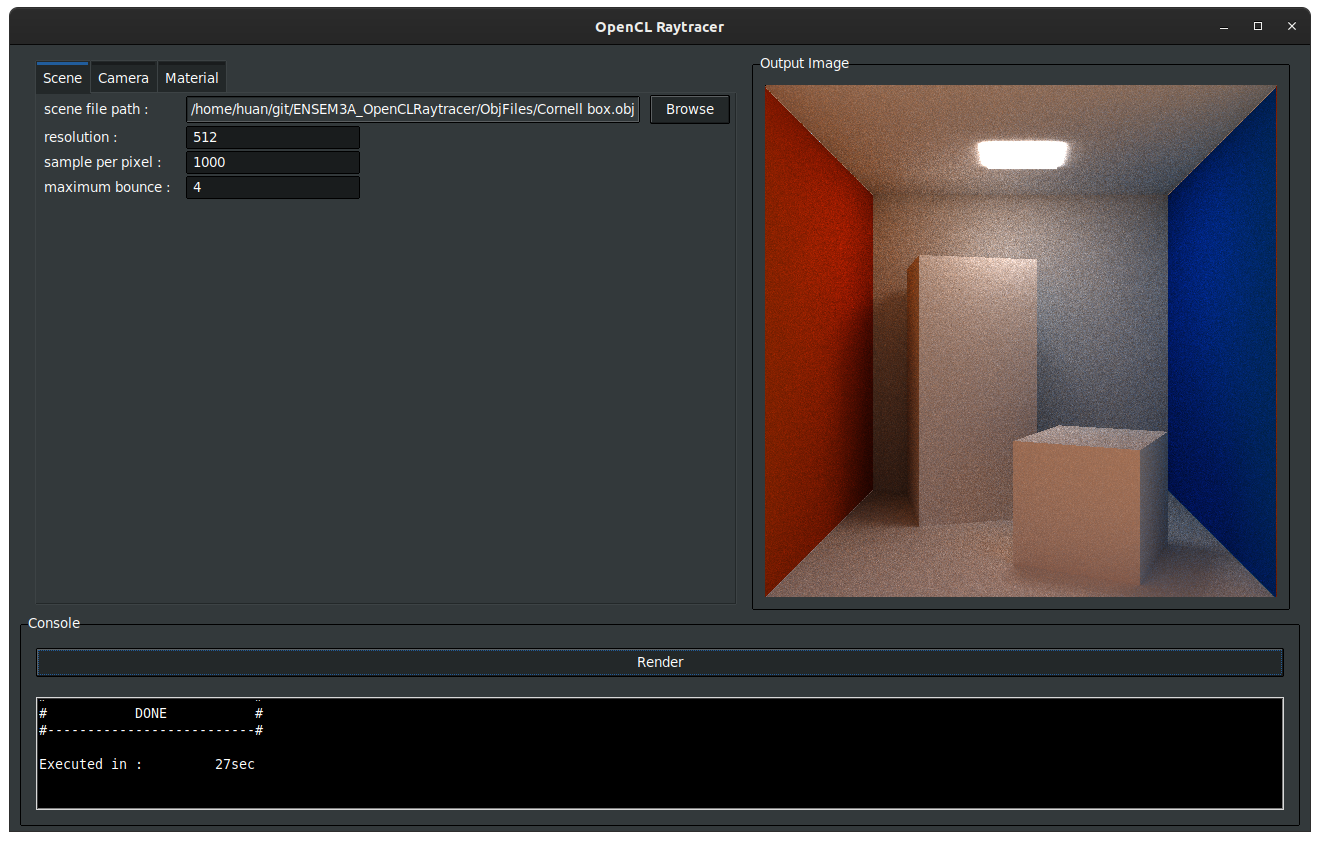 OpenCL Raytracer
Scene Camera Material
scene file path : /home/huan/git/ENSEM3A_OpenCLRaytracer/ObjFiles/Cornell box.obj Browse
resolution : 512
sample per pixel : 1000
maximum bounce : 4
Output Image
Console
Render
# DONE #
#--------------------------#
Executed in : 27sec